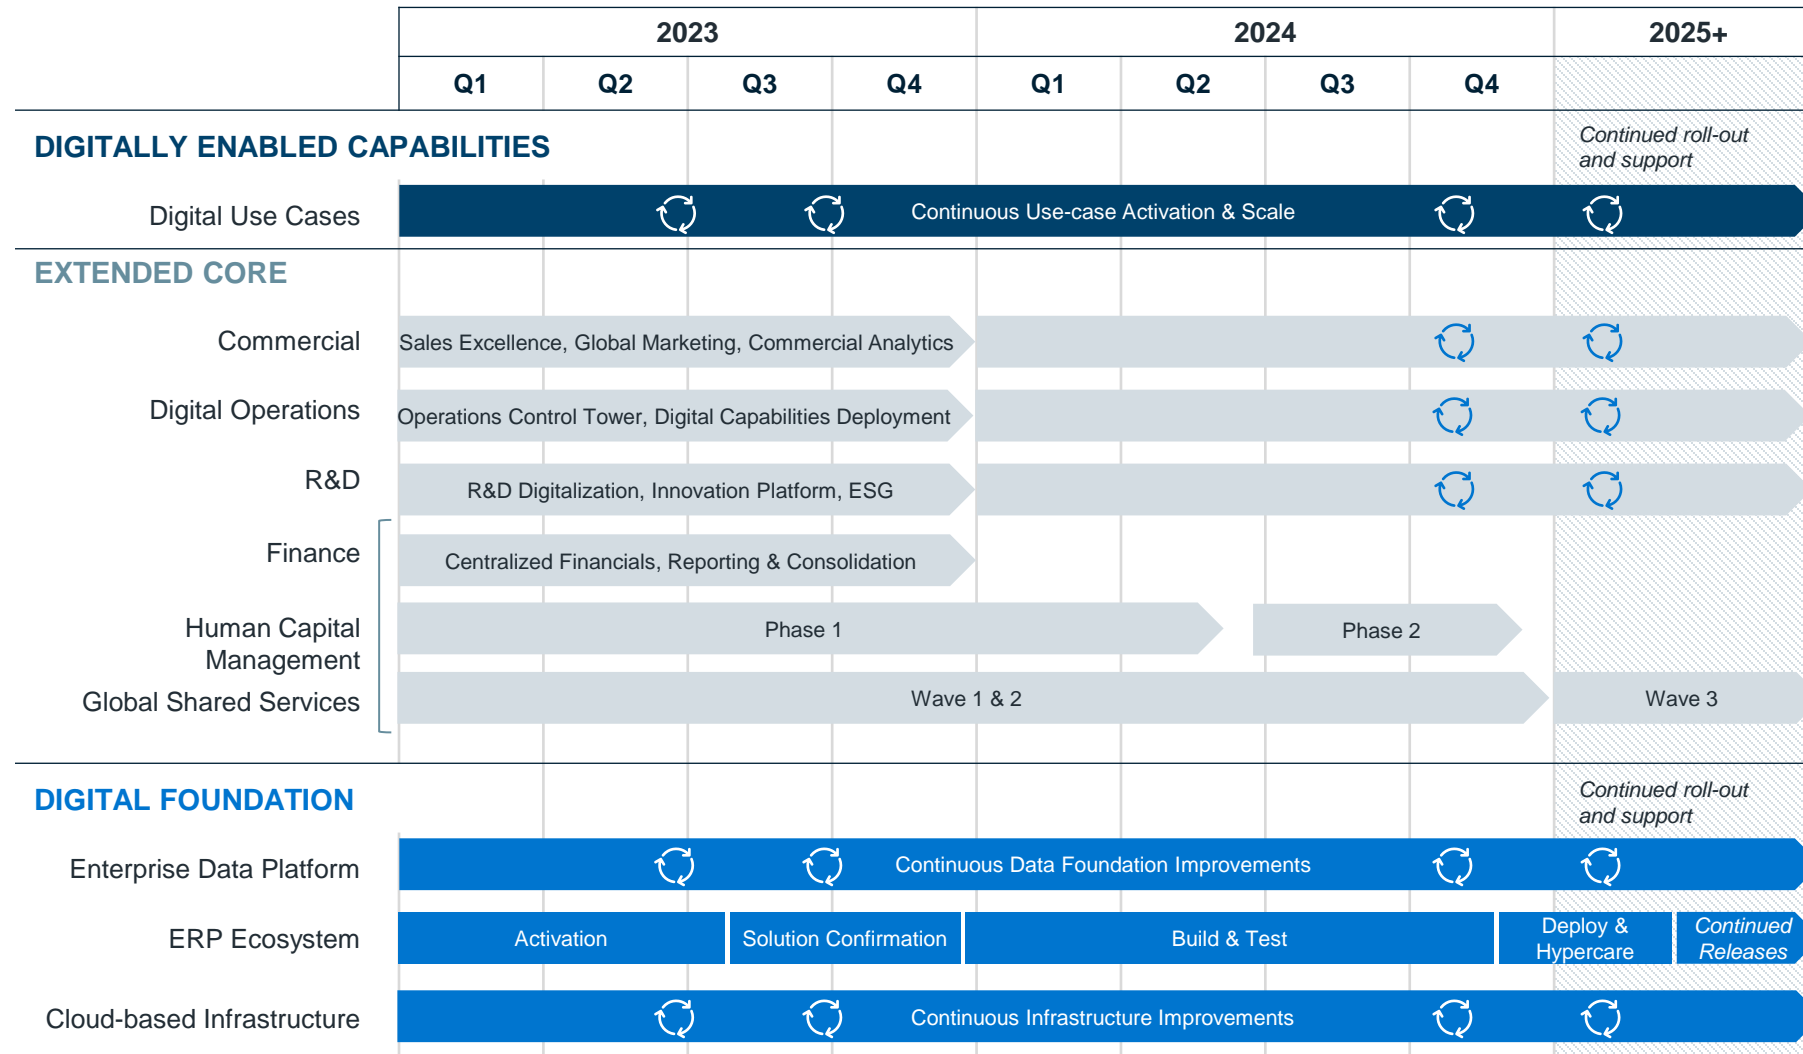 2023
2024
2025+
Q1
Q2
Q3
Q4
Q1
Q2
Q3
Q4
DIGITALLY ENABLED CAPABILITIES
Continued roll-out
and support
Digital Use Cases
Continuous Use-case Activation & Scale
EXTENDED CORE
Commercial
Sales Excellence, Global Marketing, Commercial Analytics
Digital Operations
Operations Control Tower, Digital Capabilities Deployment
R&D
R&D Digitalization, Innovation Platform, ESG
Finance
Centralized Financials, Reporting & Consolidation
Human Capital
Management
Phase 1
Phase 2
Global Shared Services
Wave 1 & 2
Wave 3
DIGITAL FOUNDATION
Continued roll-out
and support
Enterprise Data Platform
Continuous Data Foundation Improvements
ERP Ecosystem
Activation
Solution Confirmation
Build & Test
Deploy &
Hypercare
Continued
Releases
Cloud-based Infrastructure
Continuous Infrastructure Improvements